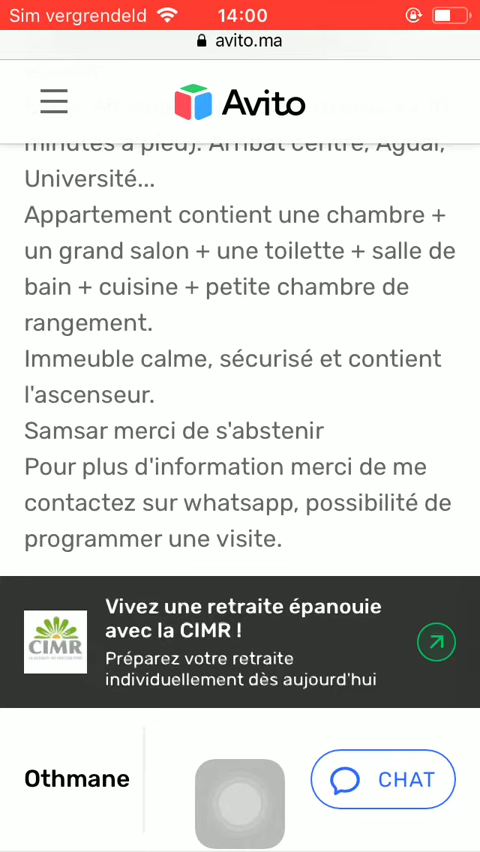 Sim vergrendeld 14:00
avito.ma
Avito
minutes à pied). Arribat centre, Agdal,
Université...
Appartement contient une chambre +
un grand salon + une toilette + salle de
bain + cuisine + petite chambre de
rangement.
Immeuble calme, sécurisé et contient
l'ascenseur.
Samsar merci de s'abstenir
Pour plus d'information merci de me
contactez sur whatsapp, possibilité de
programmer une visite.
Vivez une retraite épanouie
avec la CIMR !
CIMR
Préparez votre retraite
individuellement dès aujourd'hui
Othmane
CHAT